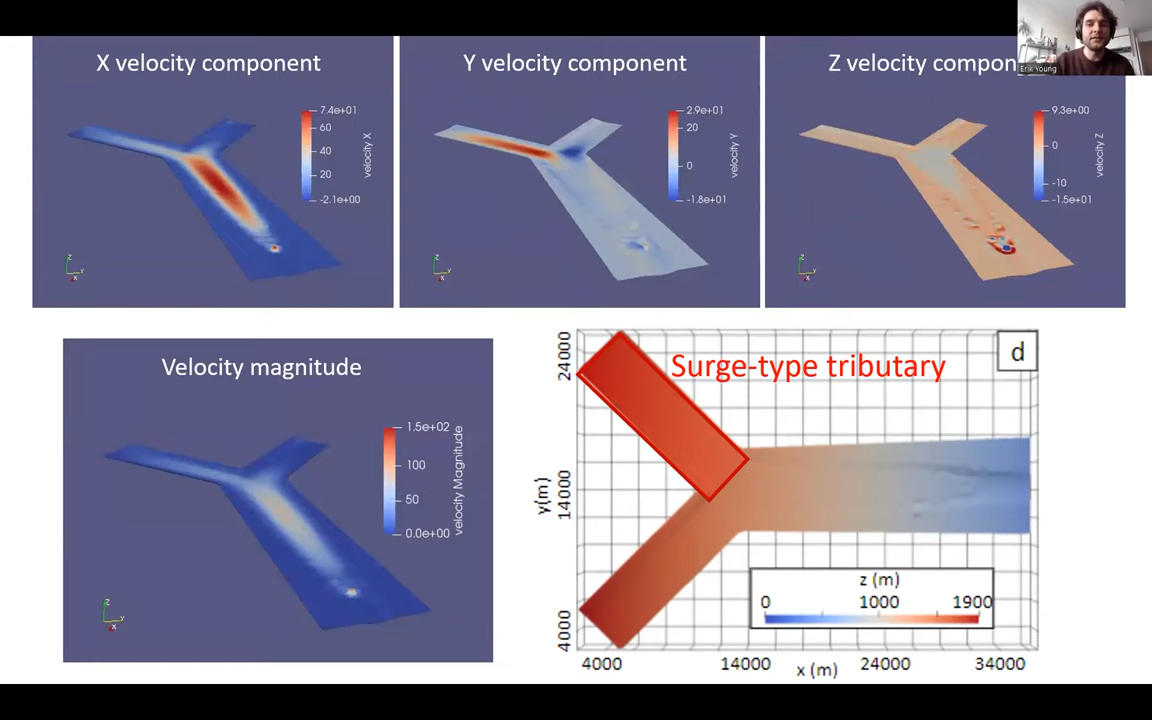 X velocity component
7.4e+01
60
40
20
-2.1e+00
velocity X
Z
Y
X
Y velocity component
2.9e+01
20
0
-1.8e+01
velocity Y
Z
Y
X
Z velocity compon
9.3e+00
0
-10
-1.5e+01
velocity Z
Z
Y
X
Erik Young
Velocity magnitude
1.5e+02
100
50
0.0e+00
velocity Magnitude
Z
Y
X
d
Surge-type tributary
24000
14000
4000
y(m)
z (m)
0
1000
1900
4000
14000
24000
34000
x (m)